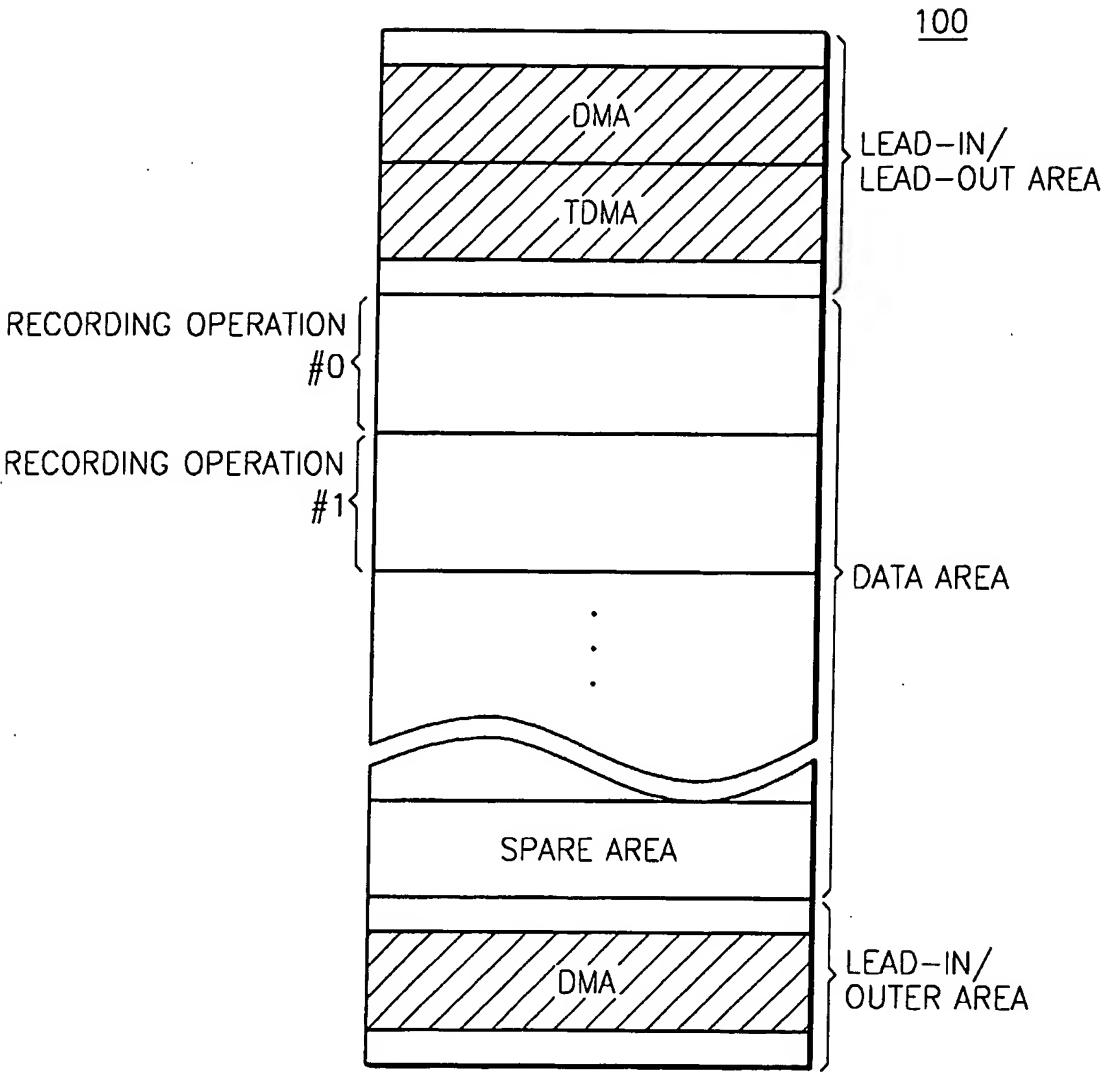 100
DMA
LEAD-IN/
LEAD-OUT AREA
TDMA
RECORDING OPERATION
#0
RECORDING OPERATION
#1
DATA AREA
SPARE AREA
DMA
LEAD-IN/
OUTER AREA